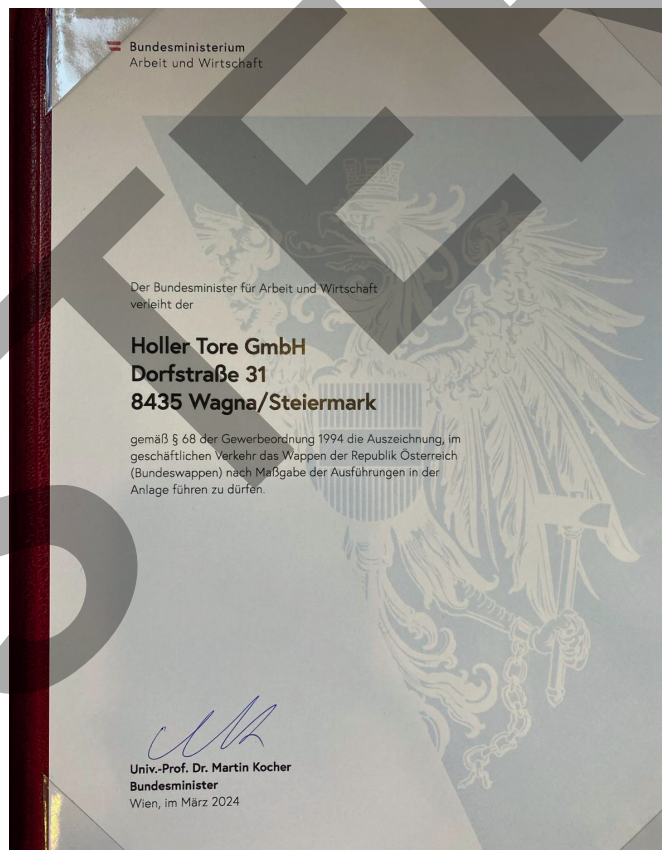 Bundesministerium
Arbeit und Wirtschaft
Der Bundesminister für Arbeit und Wirtschaft
verleiht der
Holler Tore GmbH
Dorfstraße 31
8435 Wagna/Steiermark
gemäß § 68 der Gewerbeordnung 1994 die Auszeichnung, im
geschäftlichen Verkehr das Wappen der Republik Österreich
(Bundeswappen) nach Maßgabe der Ausführungen in der
Anlage führen zu dürfen.
Univ.-Prof. Dr. Martin Kocher
Bundesminister
Wien, im März 2024